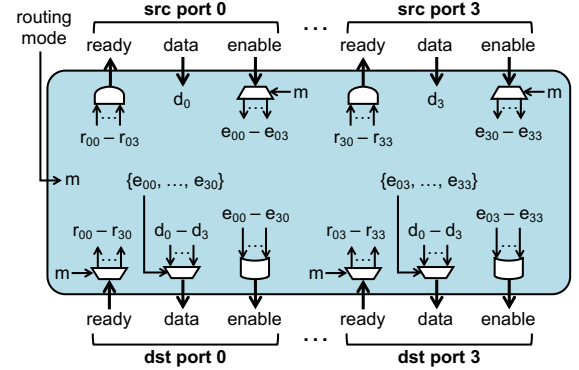 src port 0 ... src port 3
routing mode
ready data enable ready data enable
d₀ m d₃ m
r₀₀ – r₀₃ e₀₀ – e₀₃ r₃₀ – r₃₃ e₃₀ – e₃₃
m {e₀₀, ..., e₃₀} {e₀₃, ..., e₃₃}
e₀₀ – e₃₀ e₀₃ – e₃₃
r₀₀ – r₃₀ d₀ – d₃ r₀₃ – r₃₃ d₀ – d₃
m m
ready data enable ready data enable
dst port 0 ... dst port 3